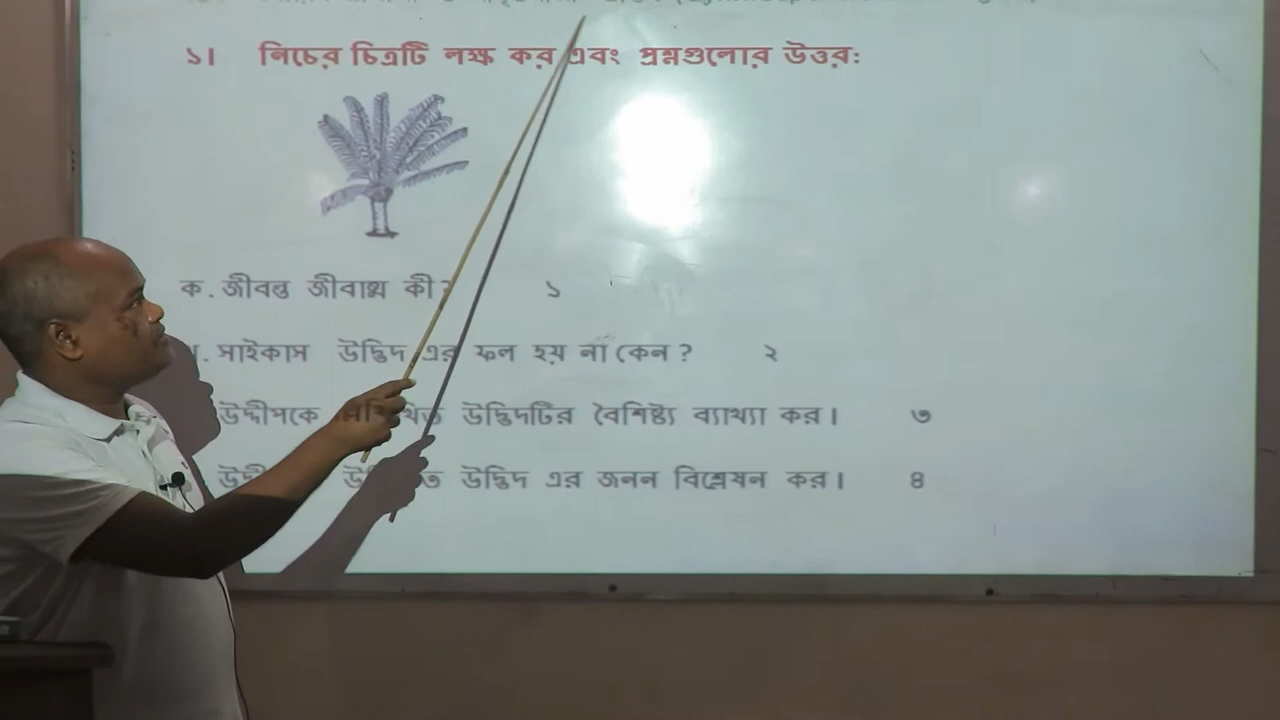 ১। নিচের চিত্রটি লক্ষ কর এবং প্রশ্নগুলোর উত্তর:
ক. জীবন্ত জীবাশ্ম কী? ১
সাইকাস উদ্ভিদ এর ফল হয় না কেন? ২
উদ্দীপকে উদ্ভিদটির বৈশিষ্ট্য ব্যাখ্যা কর। ৩
উদ্ভিদ এর জনন বিশ্লেষন কর। ৪